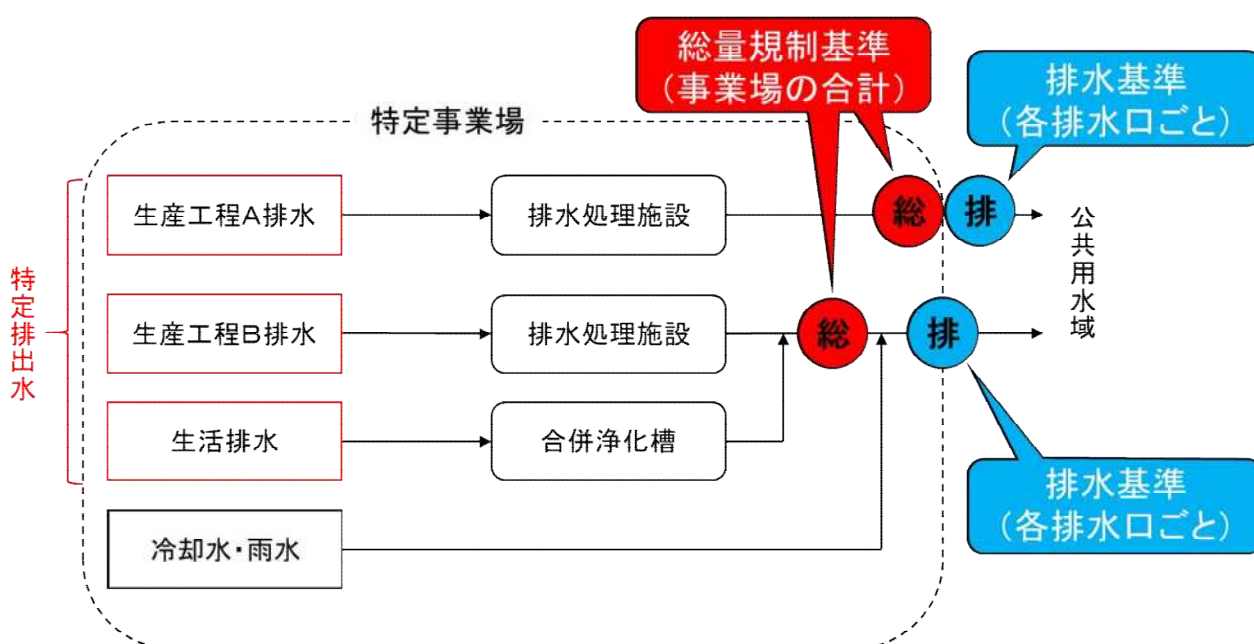 総量規制基準
(事業場の合計)
排水基準
(各排水口ごと)
特定事業場
特定排出水
生産工程A排水
排水処理施設
総
排
公共用水域
生産工程B排水
排水処理施設
総
排
生活排水
合併浄化槽
排水基準
(各排水口ごと)
冷却水・雨水